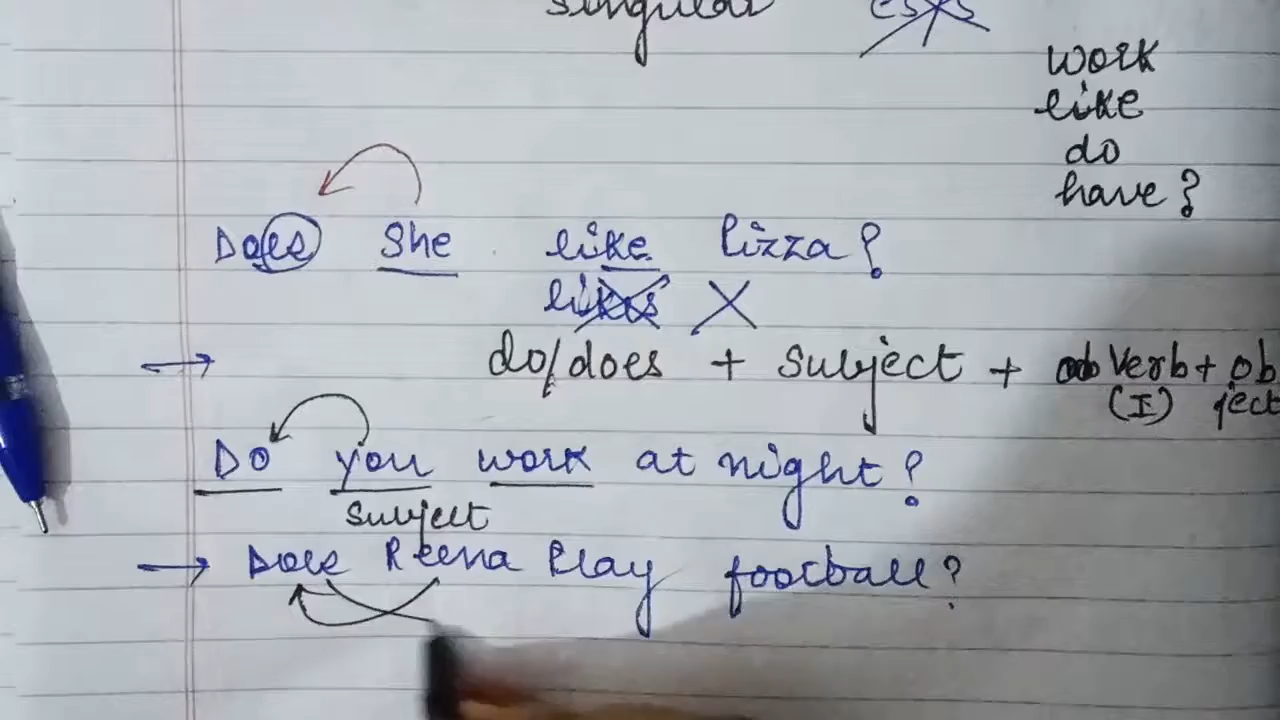 singular es/s
work
like
do
have?
Does She like Pizza?
likes
do/does + Subject + Verb + object
(I)
Do you work at night?
Subject
Does Reena Play football?